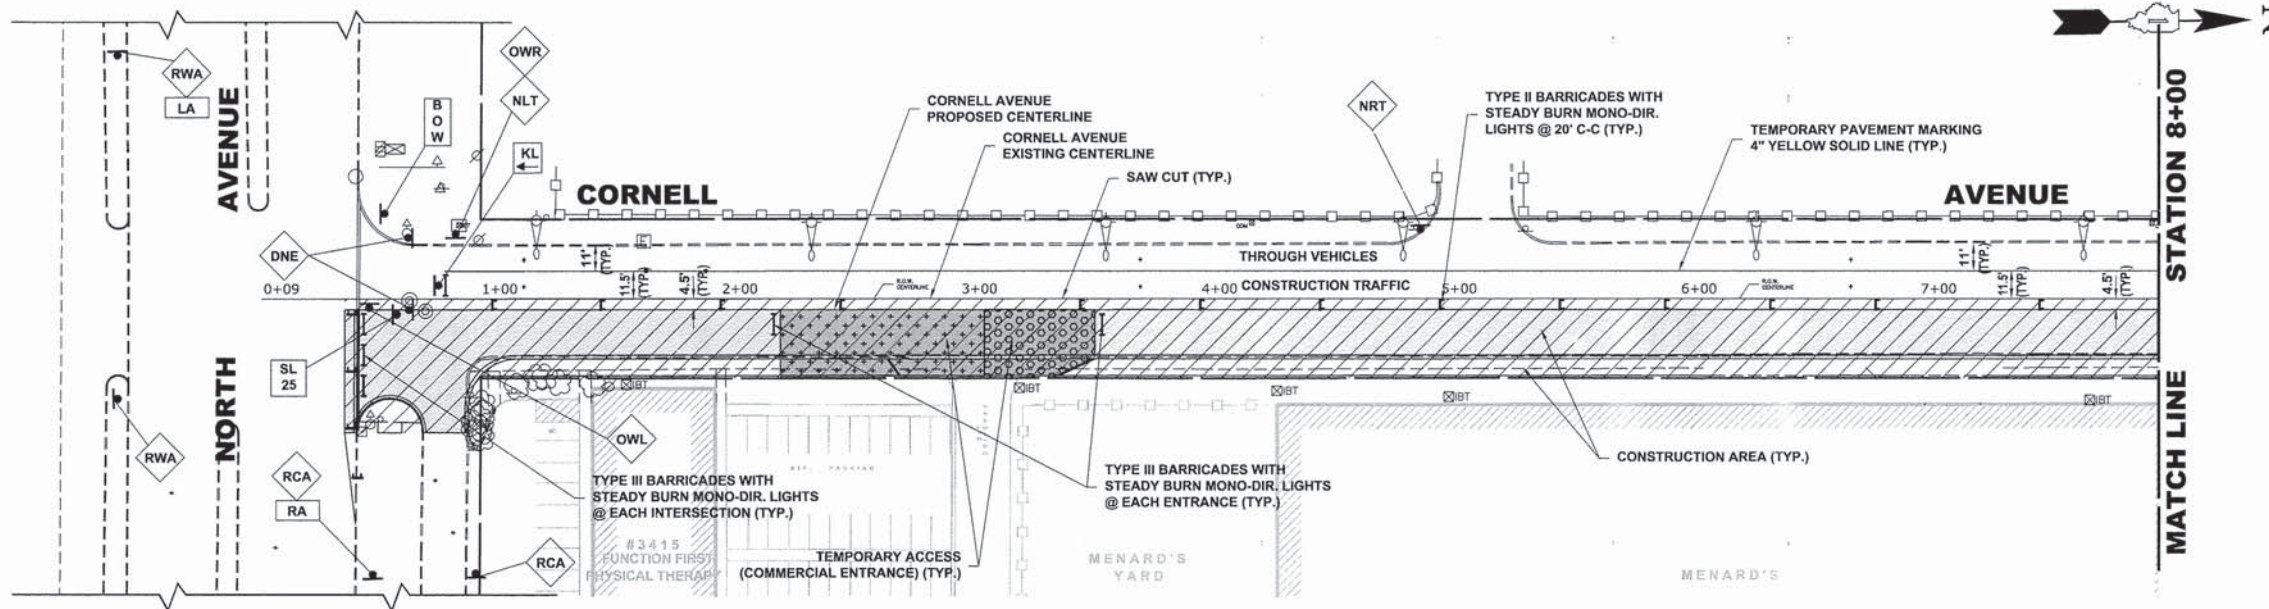 N
RWA
LA
AVENUE
BOW
OWR
NLT
KL
CORNELL
CORNELL AVENUE
PROPOSED CENTERLINE
CORNELL AVENUE
EXISTING CENTERLINE
SAW CUT (TYP.)
NRT
TYPE II BARRICADES WITH
STEADY BURN MONO-DIR.
LIGHTS @ 20' C-C (TYP.)
TEMPORARY PAVEMENT MARKING
4" YELLOW SOLID LINE (TYP.)
AVENUE
STATION 8+00
MATCH LINE
DNE
11'
(TYP.)
11.5'
(TYP.)
4.5'
(TYP.)
THROUGH VEHICLES
CONSTRUCTION TRAFFIC
11'
(TYP.)
11.5'
(TYP.)
4.5'
(TYP.)
0+09
1+00
2+00
R.O.W.
CENTERLINE
3+00
4+00
5+00
6+00
R.O.W.
CENTERLINE
7+00
SL
25
NORTH
RWA
RCA
RA
OWL
RCA
IBT
IBT
IBT
IBT
IBT
TYPE III BARRICADES WITH
STEADY BURN MONO-DIR. LIGHTS
@ EACH INTERSECTION (TYP.)
TYPE III BARRICADES WITH
STEADY BURN MONO-DIR. LIGHTS
@ EACH ENTRANCE (TYP.)
CONSTRUCTION AREA (TYP.)
#3415
FUNCTION FIRST
PHYSICAL THERAPY
TEMPORARY ACCESS
(COMMERCIAL ENTRANCE) (TYP.)
MENARD'S
YARD
MENARD'S